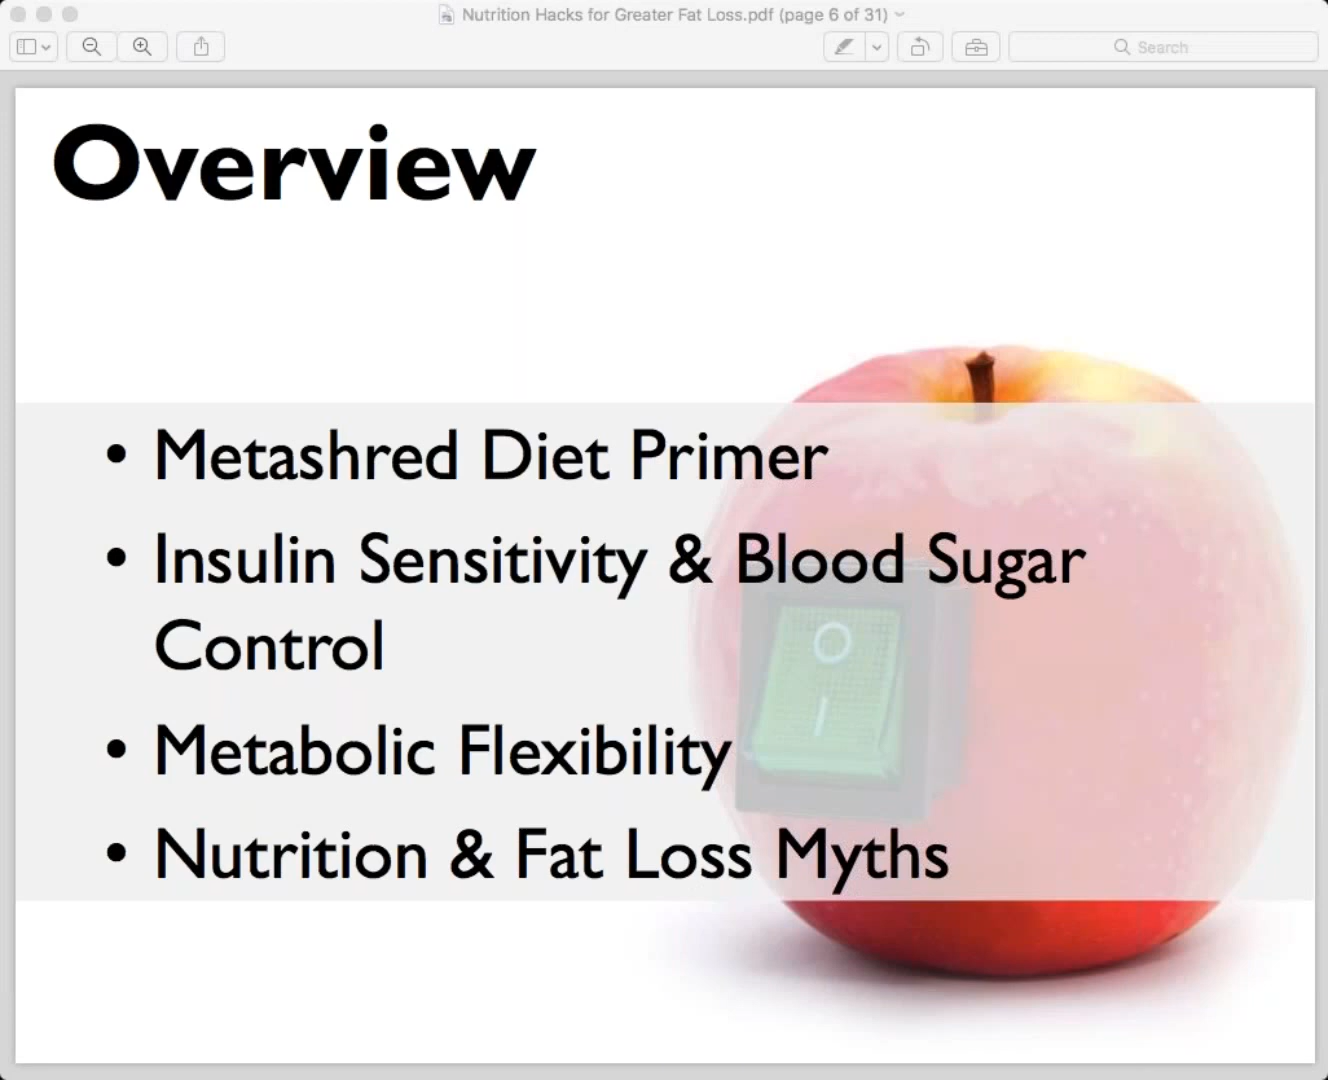 Nutrition Hacks for Greater Fat Loss.pdf (page 6 of 31)
Search
Overview
• Metashred Diet Primer
• Insulin Sensitivity & Blood Sugar
Control
• Metabolic Flexibility
• Nutrition & Fat Loss Myths